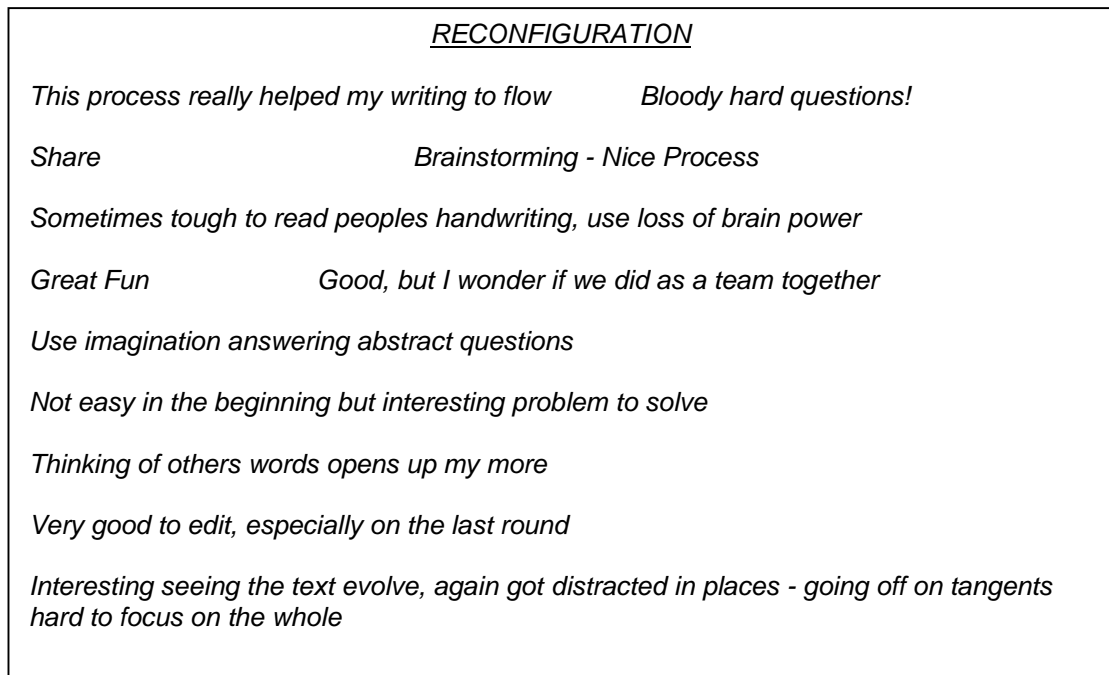 RECONFIGURATION
This process really helped my writing to flow Bloody hard questions!
Share Brainstorming - Nice Process
Sometimes tough to read peoples handwriting, use loss of brain power
Great Fun Good, but I wonder if we did as a team together
Use imagination answering abstract questions
Not easy in the beginning but interesting problem to solve
Thinking of others words opens up my more
Very good to edit, especially on the last round
Interesting seeing the text evolve, again got distracted in places - going off on tangents
hard to focus on the whole